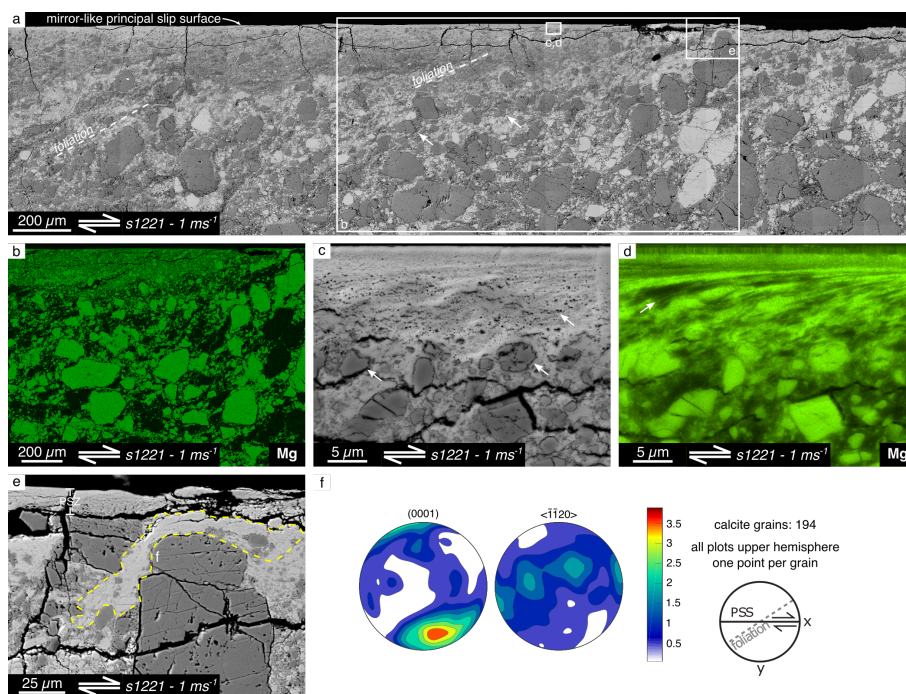 a
mirror-like principal slip surface
c,d
e
foliation
foliation
b
200 µm
s1221 - 1 ms⁻¹
b
200 µm
s1221 - 1 ms⁻¹
Mg
c
5 µm
s1221 - 1 ms⁻¹
d
5 µm
s1221 - 1 ms⁻¹
Mg
e
PSZ
f
25 µm
s1221 - 1 ms⁻¹
f
(0001)
<1̅1̅20>
3.5
3
2.5
2
1.5
1
0.5
calcite grains: 194
all plots upper hemisphere
one point per grain
PSS
foliation
x
y